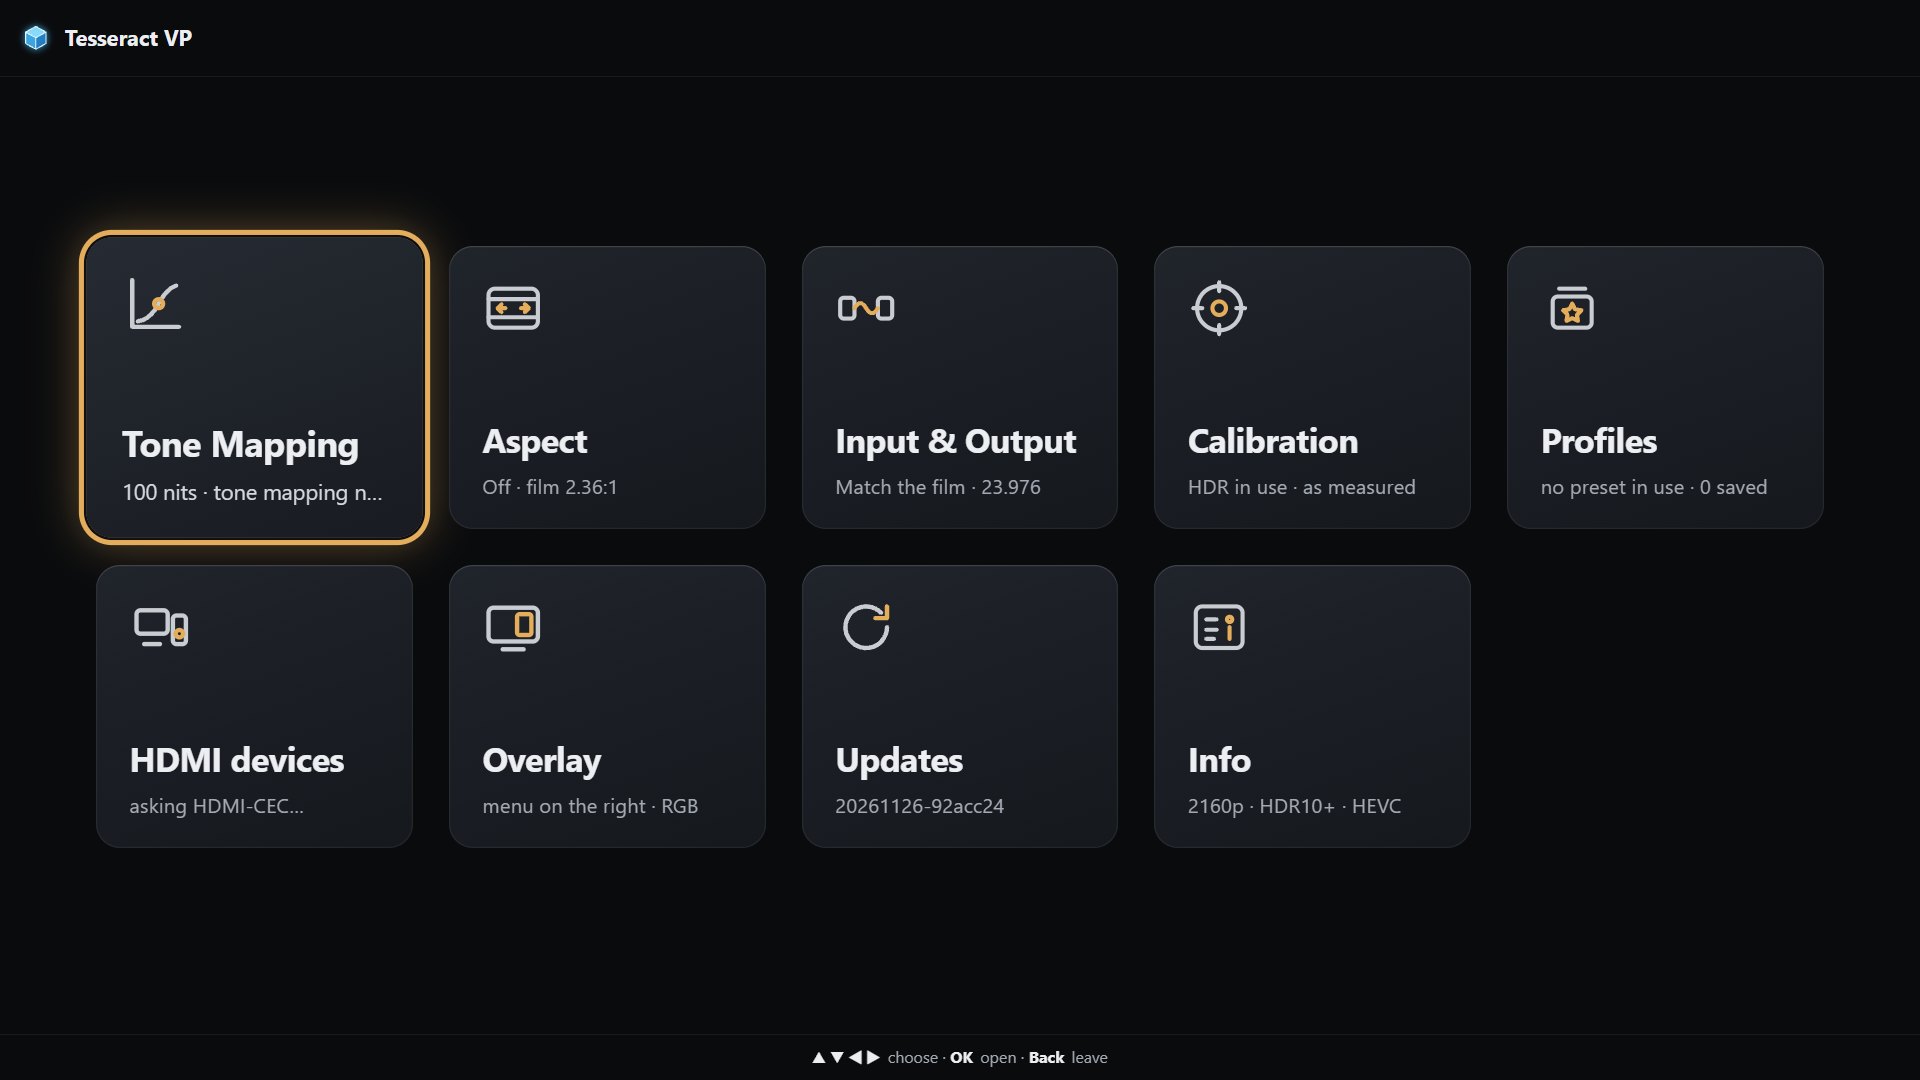 Tesseract VP
Tone Mapping
100 nits · tone mapping n...
Aspect
Off · film 2.36:1
Input & Output
Match the film · 23.976
Calibration
HDR in use · as measured
Profiles
no preset in use · 0 saved
HDMI devices
asking HDMI-CEC...
Overlay
menu on the right · RGB
Updates
20261126-92acc24
Info
2160p · HDR10+ · HEVC
▲▼◀▶ choose · OK open · Back leave